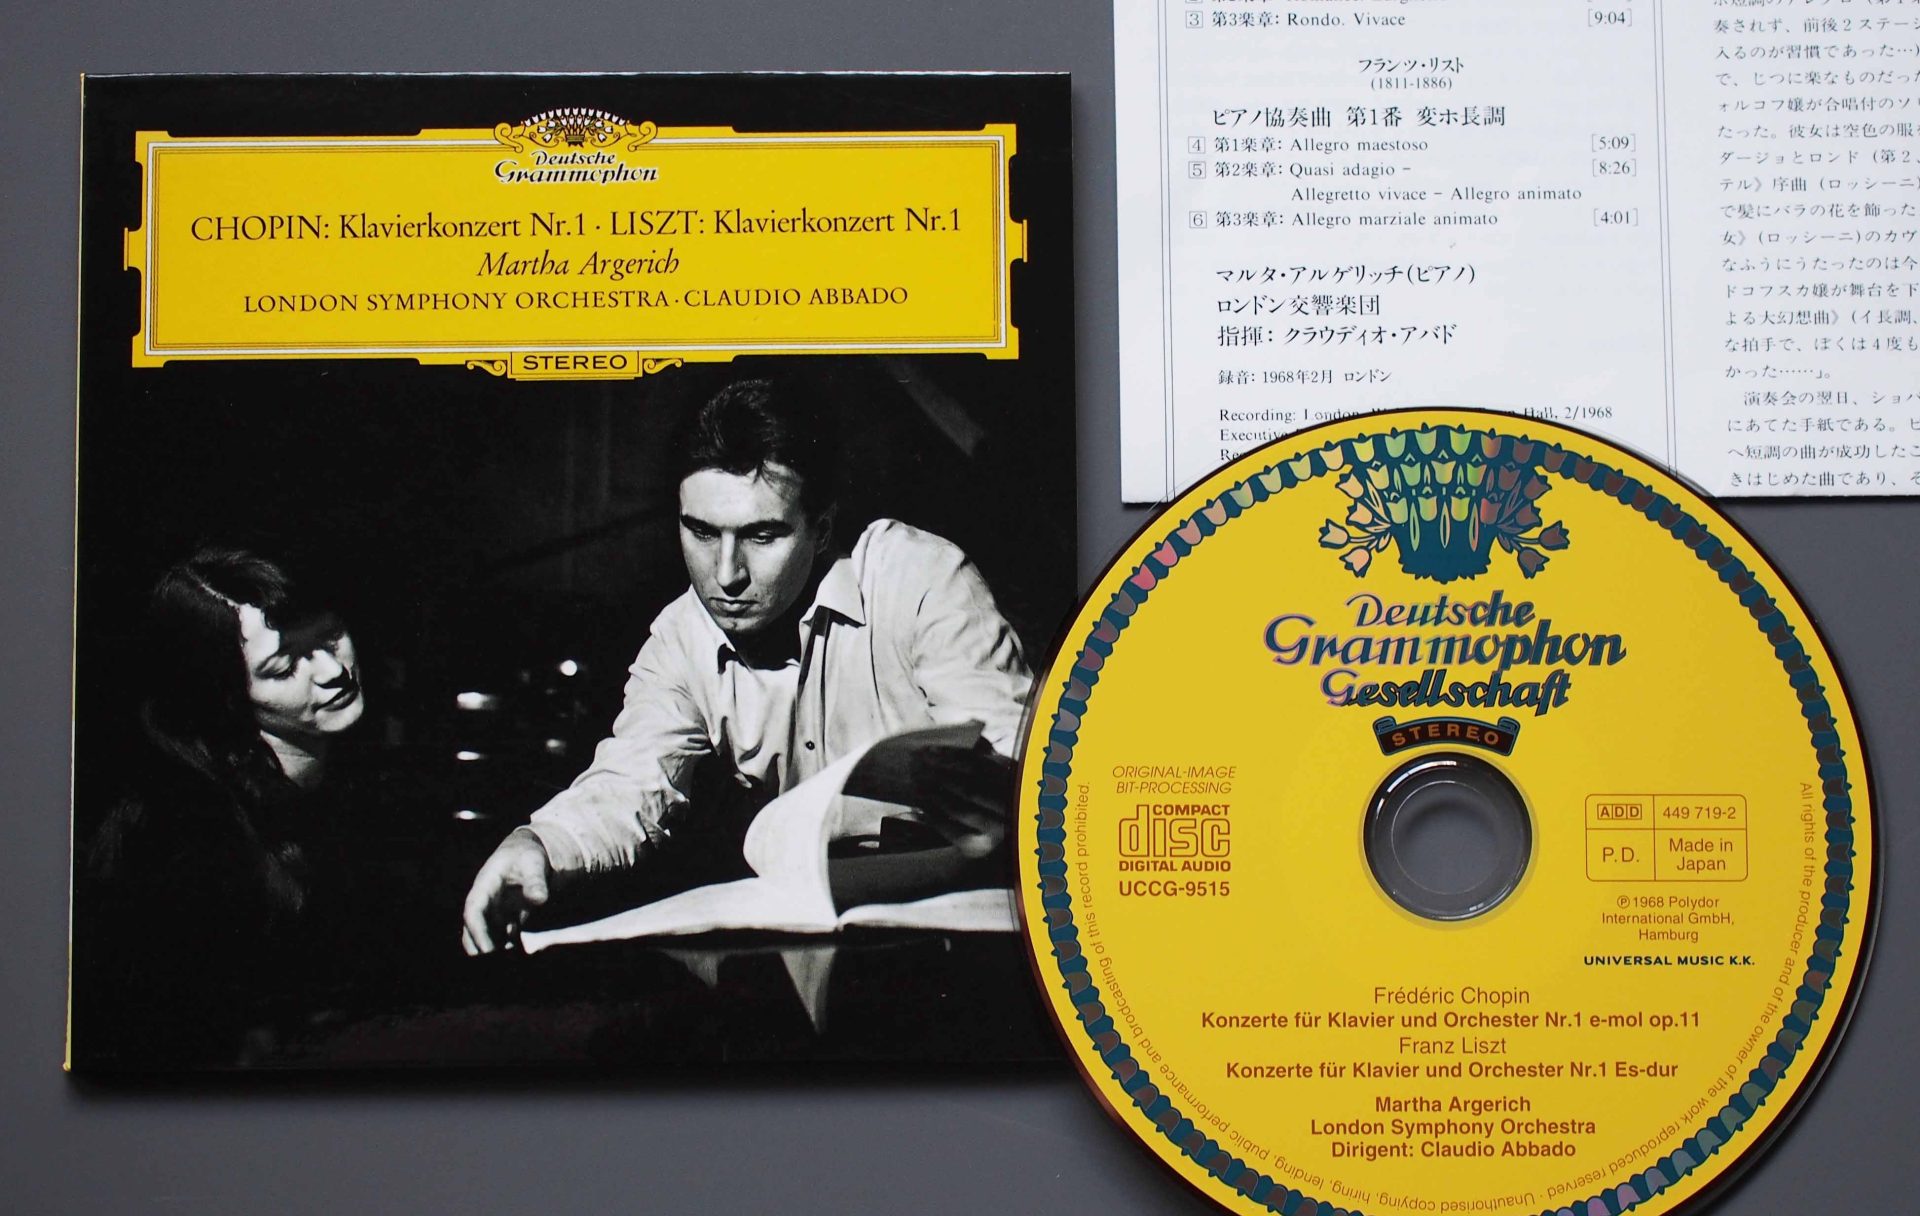 Deutsche
Grammophon
CHOPIN: Klavierkonzert Nr.1 · LISZT: Klavierkonzert Nr.1
Martha Argerich
LONDON SYMPHONY ORCHESTRA · CLAUDIO ABBADO
STEREO
3 第3楽章: Rondo. Vivace [9:04]
フランツ・リスト
(1811-1886)
ピアノ協奏曲 第1番 変ホ長調
4 第1楽章: Allegro maestoso [5:09]
5 第2楽章: Quasi adagio – [8:26]
Allegretto vivace – Allegro animato
6 第3楽章: Allegro marziale animato [4:01]
マルタ・アルゲリッチ(ピアノ)
ロンドン交響楽団
指揮: クラウディオ・アバド
録音: 1968年2月 ロンドン
Recording: London, Hall, 2/1968
Executive
奏されず、前後2ステージ
入るのが習慣であった…)
で、じつに楽なものだった
ォルコフ嬢が合唱付のソリ
たった。彼女は空色の服を
ダージョとロンド (第2、
テル》序曲 (ロッシーニ)
で髪にバラの花を飾った
女》(ロッシーニ)のカヴ
なふうにうたったのは今
ドコフスカ嬢が舞台を下
よる大幻想曲》(イ長調、
な拍手で、ぼくは4度も
かった……」。
演奏会の翌日、ショパ
にあてた手紙である。ピ
ヘ短調の曲が成功したこ
きはじめた曲であり、そ
Deutsche
Grammophon
Gesellschaft
STEREO
ORIGINAL-IMAGE
BIT-PROCESSING
COMPACT
disc
DIGITAL AUDIO
UCCG-9515
ADD 449 719-2
P.D. Made in
Japan
℗ 1968 Polydor
International GmbH,
Hamburg
UNIVERSAL MUSIC K.K.
Frédéric Chopin
Konzerte für Klavier und Orchester Nr.1 e-mol op.11
Franz Liszt
Konzerte für Klavier und Orchester Nr.1 Es-dur
Martha Argerich
London Symphony Orchestra
Dirigent: Claudio Abbado
All rights of the producer and of the owner of the work reproduced reserved · Unauthorised copying, hiring, lending, public performance and brodcasting of this record prohibited.